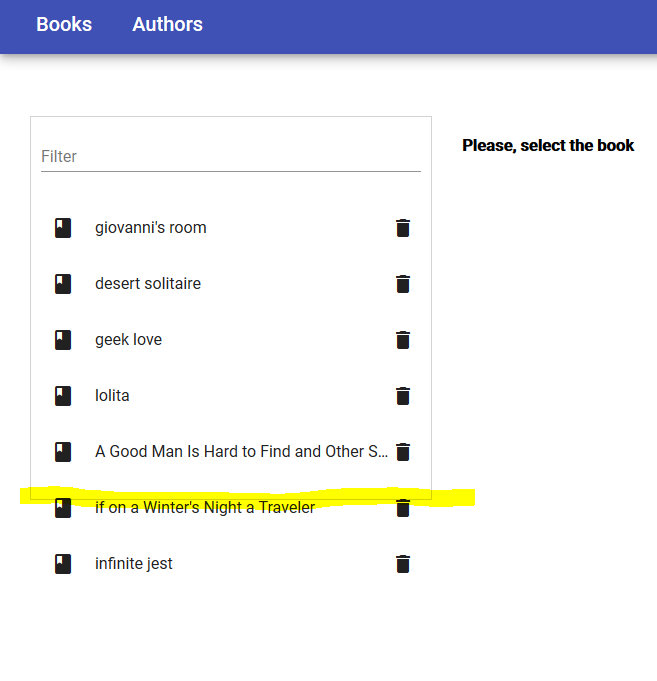 Books Authors
Filter
Please, select the book
giovanni's room
desert solitaire
geek love
lolita
A Good Man Is Hard to Find and Other S...
if on a Winter's Night a Traveler
infinite jest